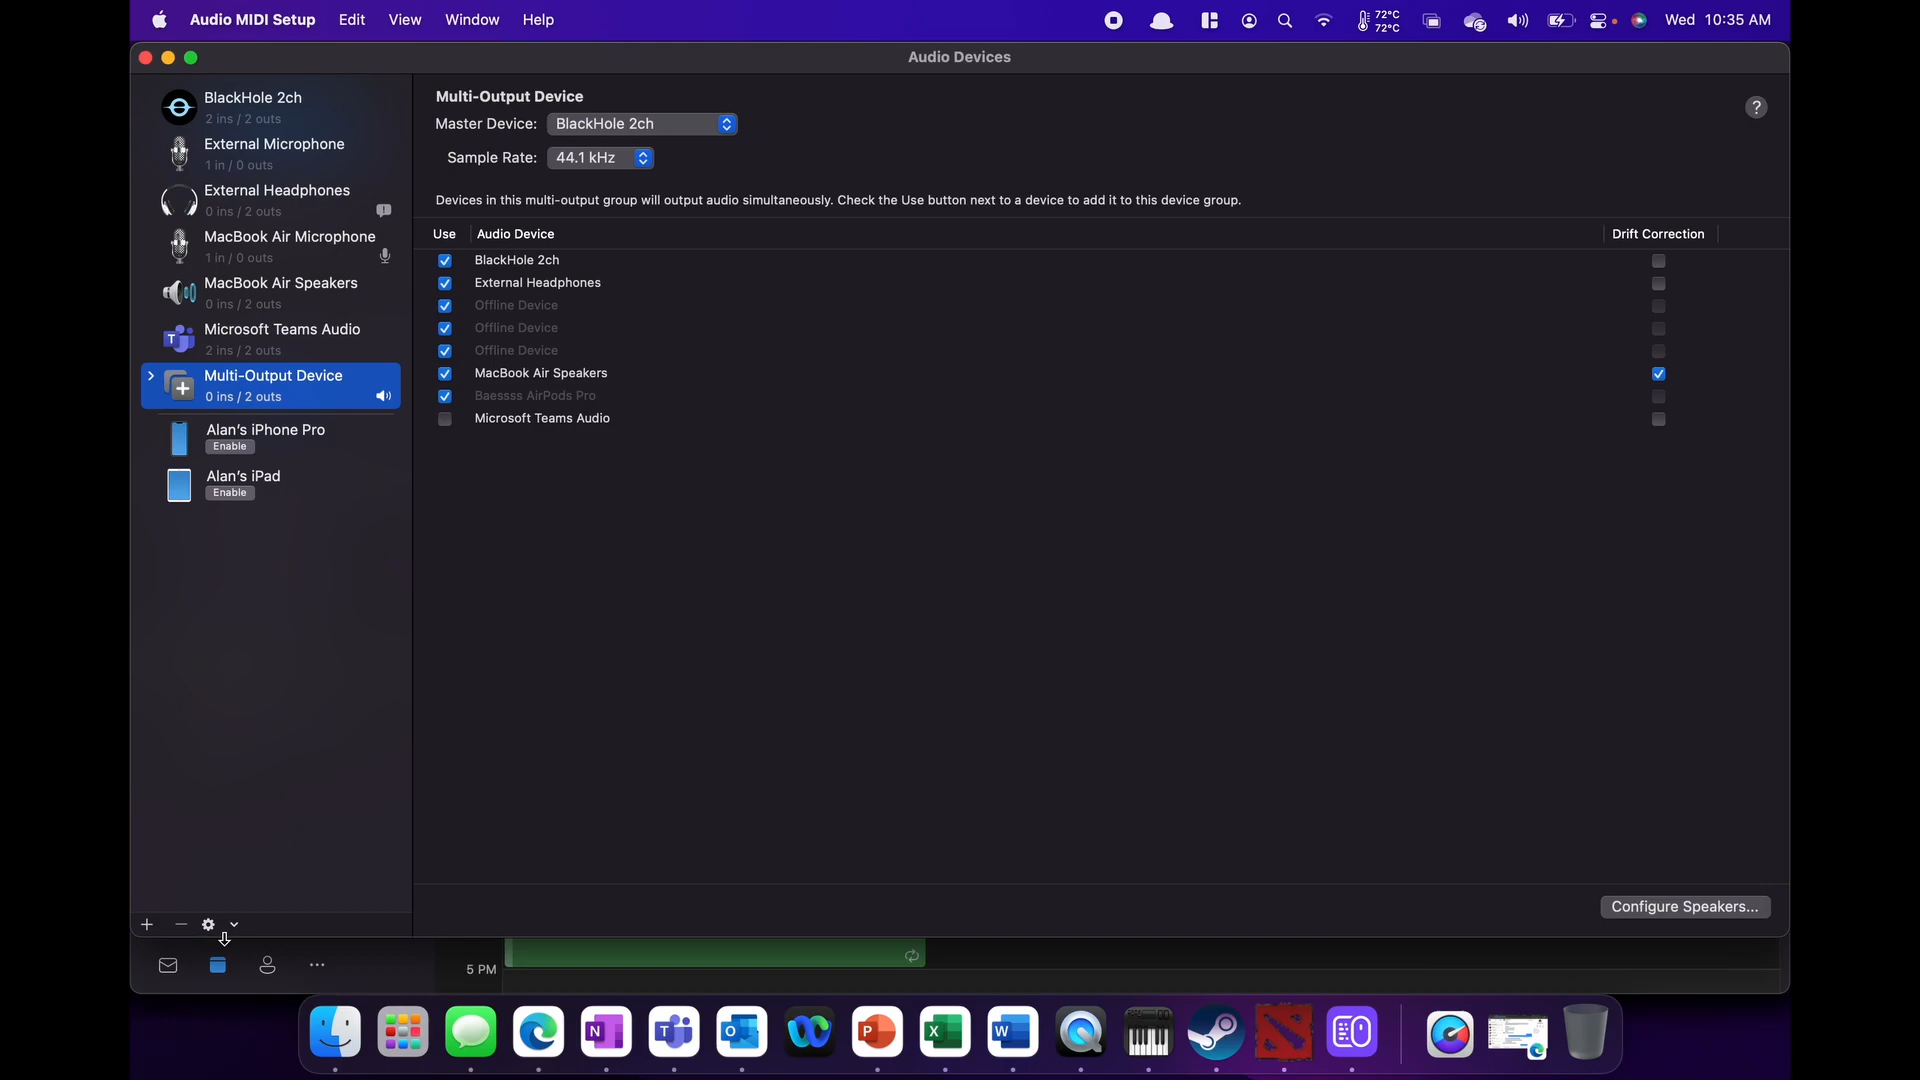 Audio MIDI Setup Edit View Window Help 72°C 72°C Wed 10:35 AM
Audio Devices
BlackHole 2ch
2 ins / 2 outs
External Microphone
1 in / 0 outs
External Headphones
0 ins / 2 outs
MacBook Air Microphone
1 in / 0 outs
MacBook Air Speakers
0 ins / 2 outs
Microsoft Teams Audio
2 ins / 2 outs
Multi-Output Device
0 ins / 2 outs
Alan's iPhone Pro
Enable
Alan's iPad
Enable
Multi-Output Device
Master Device: BlackHole 2ch
Sample Rate: 44.1 kHz
?
Devices in this multi-output group will output audio simultaneously. Check the Use button next to a device to add it to this device group.
Use Audio Device Drift Correction
BlackHole 2ch
External Headphones
Offline Device
Offline Device
Offline Device
MacBook Air Speakers
Baessss AirPods Pro
Microsoft Teams Audio
Configure Speakers...
5 PM
N T O P X W